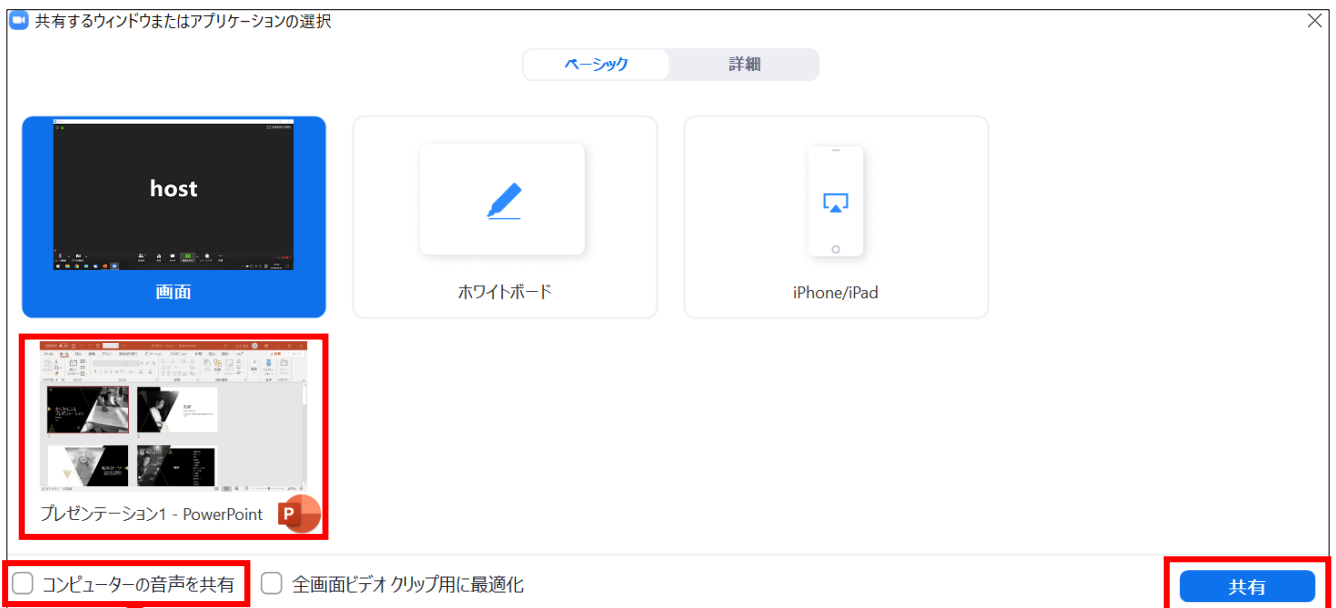 共有するウィンドウまたはアプリケーションの選択
ベーシック 詳細
host
画面
ホワイトボード
iPhone/iPad
プレゼンテーション1 - PowerPoint
P
コンピューターの音声を共有 全画面ビデオ クリップ用に最適化
共有